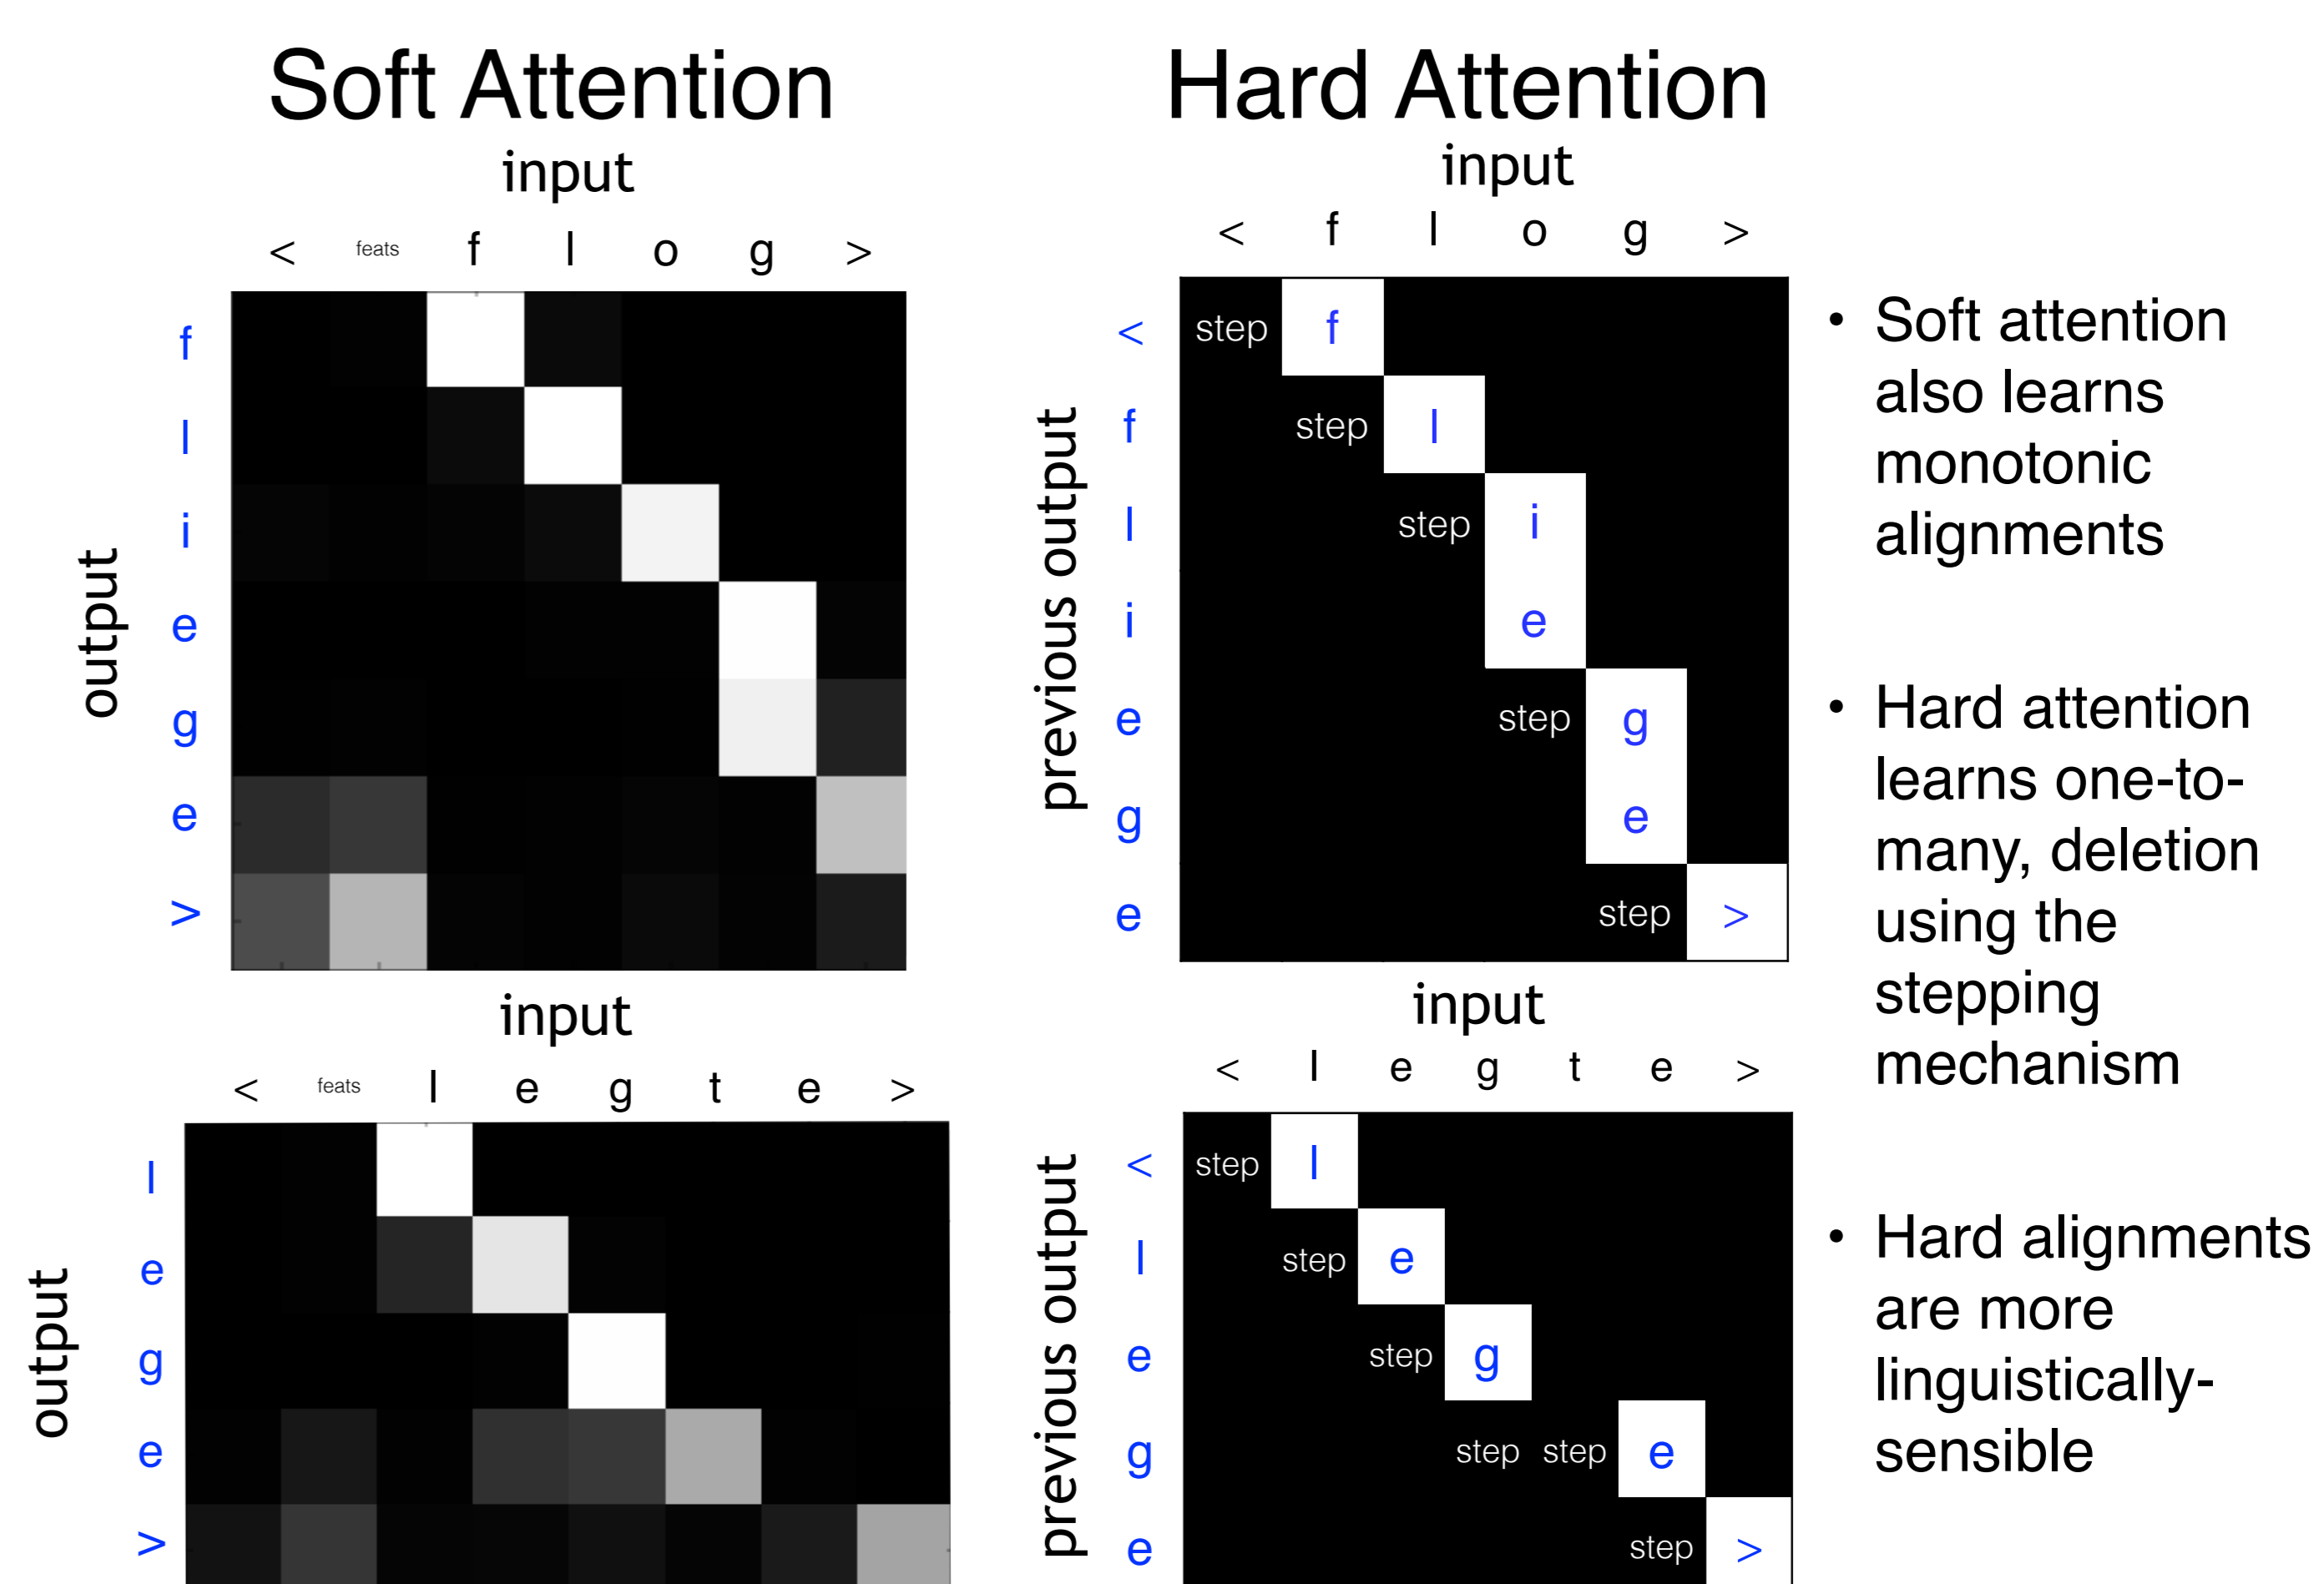 Soft Attention
input
< feats f l o g >
output
f
l
i
e
g
e
>
Hard Attention
input
< f l o g >
previous output
< step f
f step l
l step i
i e
e step g
g e
e step >
input
< feats l e g t e >
output
l
e
g
e
>
input
< l e g t e >
previous output
< step l
l step e
e step g
g step step e
e step >
• Soft attention
also learns
monotonic
alignments
• Hard attention
learns one-to-
many, deletion
using the
stepping
mechanism
• Hard alignments
are more
linguistically-
sensible